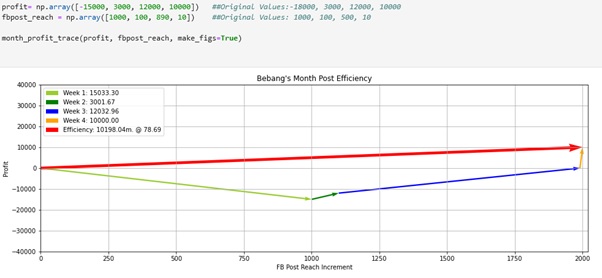 profit= np.array([-15000, 3000, 12000, 10000])   ##Original Values:-18000, 3000, 12000, 10000
fbpost_reach = np.array([1000, 100, 890, 10])   ##Original Values: 1000, 100, 500, 10
month_profit_trace(profit, fbpost_reach, make_figs=True)
Bebang's Month Post Efficiency
Week 1: 15033.30
Week 2: 3001.67
Week 3: 12032.96
Week 4: 10000.00
Efficiency: 10198.04m. @ 78.69
Profit
40000
30000
20000
10000
0
−10000
−20000
−30000
−40000
0 250 500 750 1000 1250 1500 1750 2000
FB Post Reach Increment